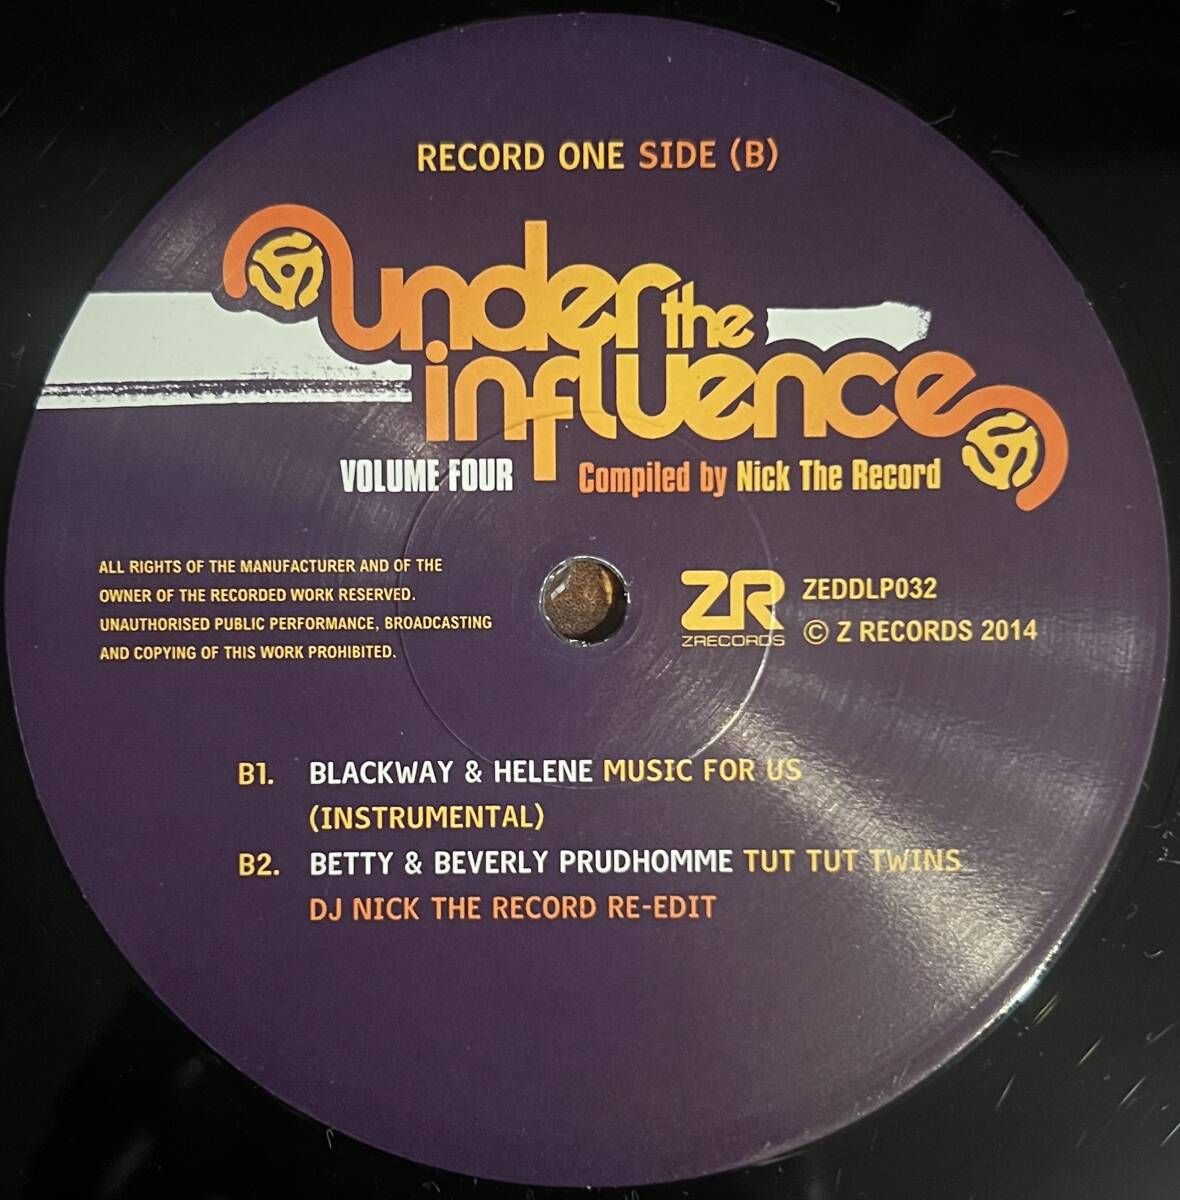 RECORD ONE SIDE (B)
under the
influence
VOLUME FOUR Compiled by Nick The Record
ALL RIGHTS OF THE MANUFACTURER AND OF THE
OWNER OF THE RECORDED WORK RESERVED.
UNAUTHORISED PUBLIC PERFORMANCE, BROADCASTING
AND COPYING OF THIS WORK PROHIBITED.
ZR
ZRECORDS
ZEDDLP032
© Z RECORDS 2014
B1. BLACKWAY & HELENE MUSIC FOR US
(INSTRUMENTAL)
B2. BETTY & BEVERLY PRUDHOMME TUT TUT TWINS
DJ NICK THE RECORD RE-EDIT